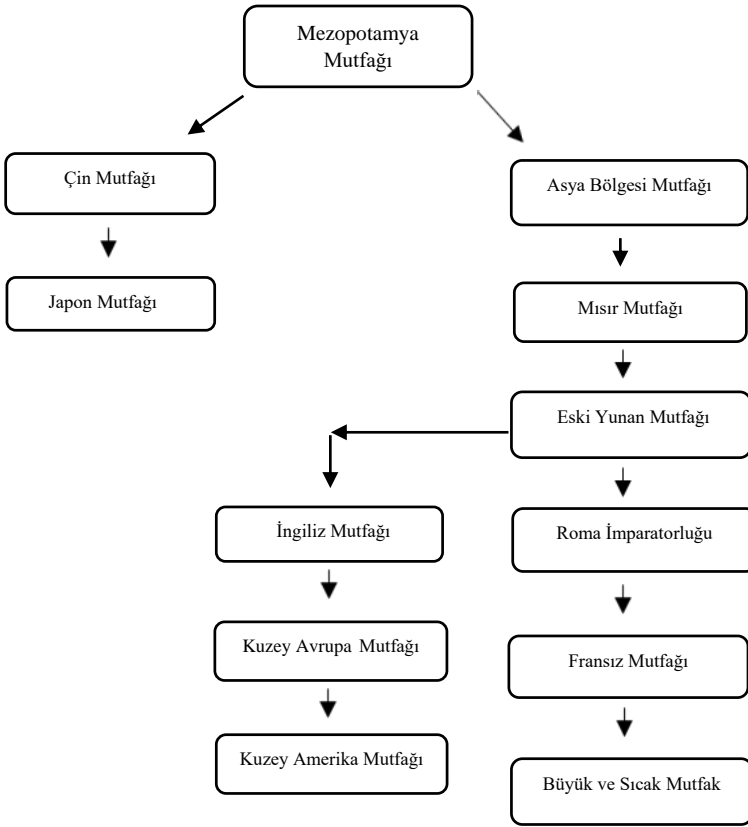 Mezopotamya
Mutfağı
Çin Mutfağı
Asya Bölgesi Mutfağı
Japon Mutfağı
Mısır Mutfağı
Eski Yunan Mutfağı
İngiliz Mutfağı
Roma İmparatorluğu
Kuzey Avrupa Mutfağı
Fransız Mutfağı
Kuzey Amerika Mutfağı
Büyük ve Sıcak Mutfak